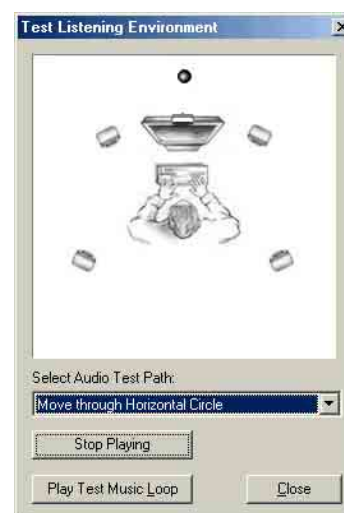 Test Listening Environment
Select Audio Test Path:
Move through Horizontal Circle
Stop Playing
Play Test Music Loop
Close